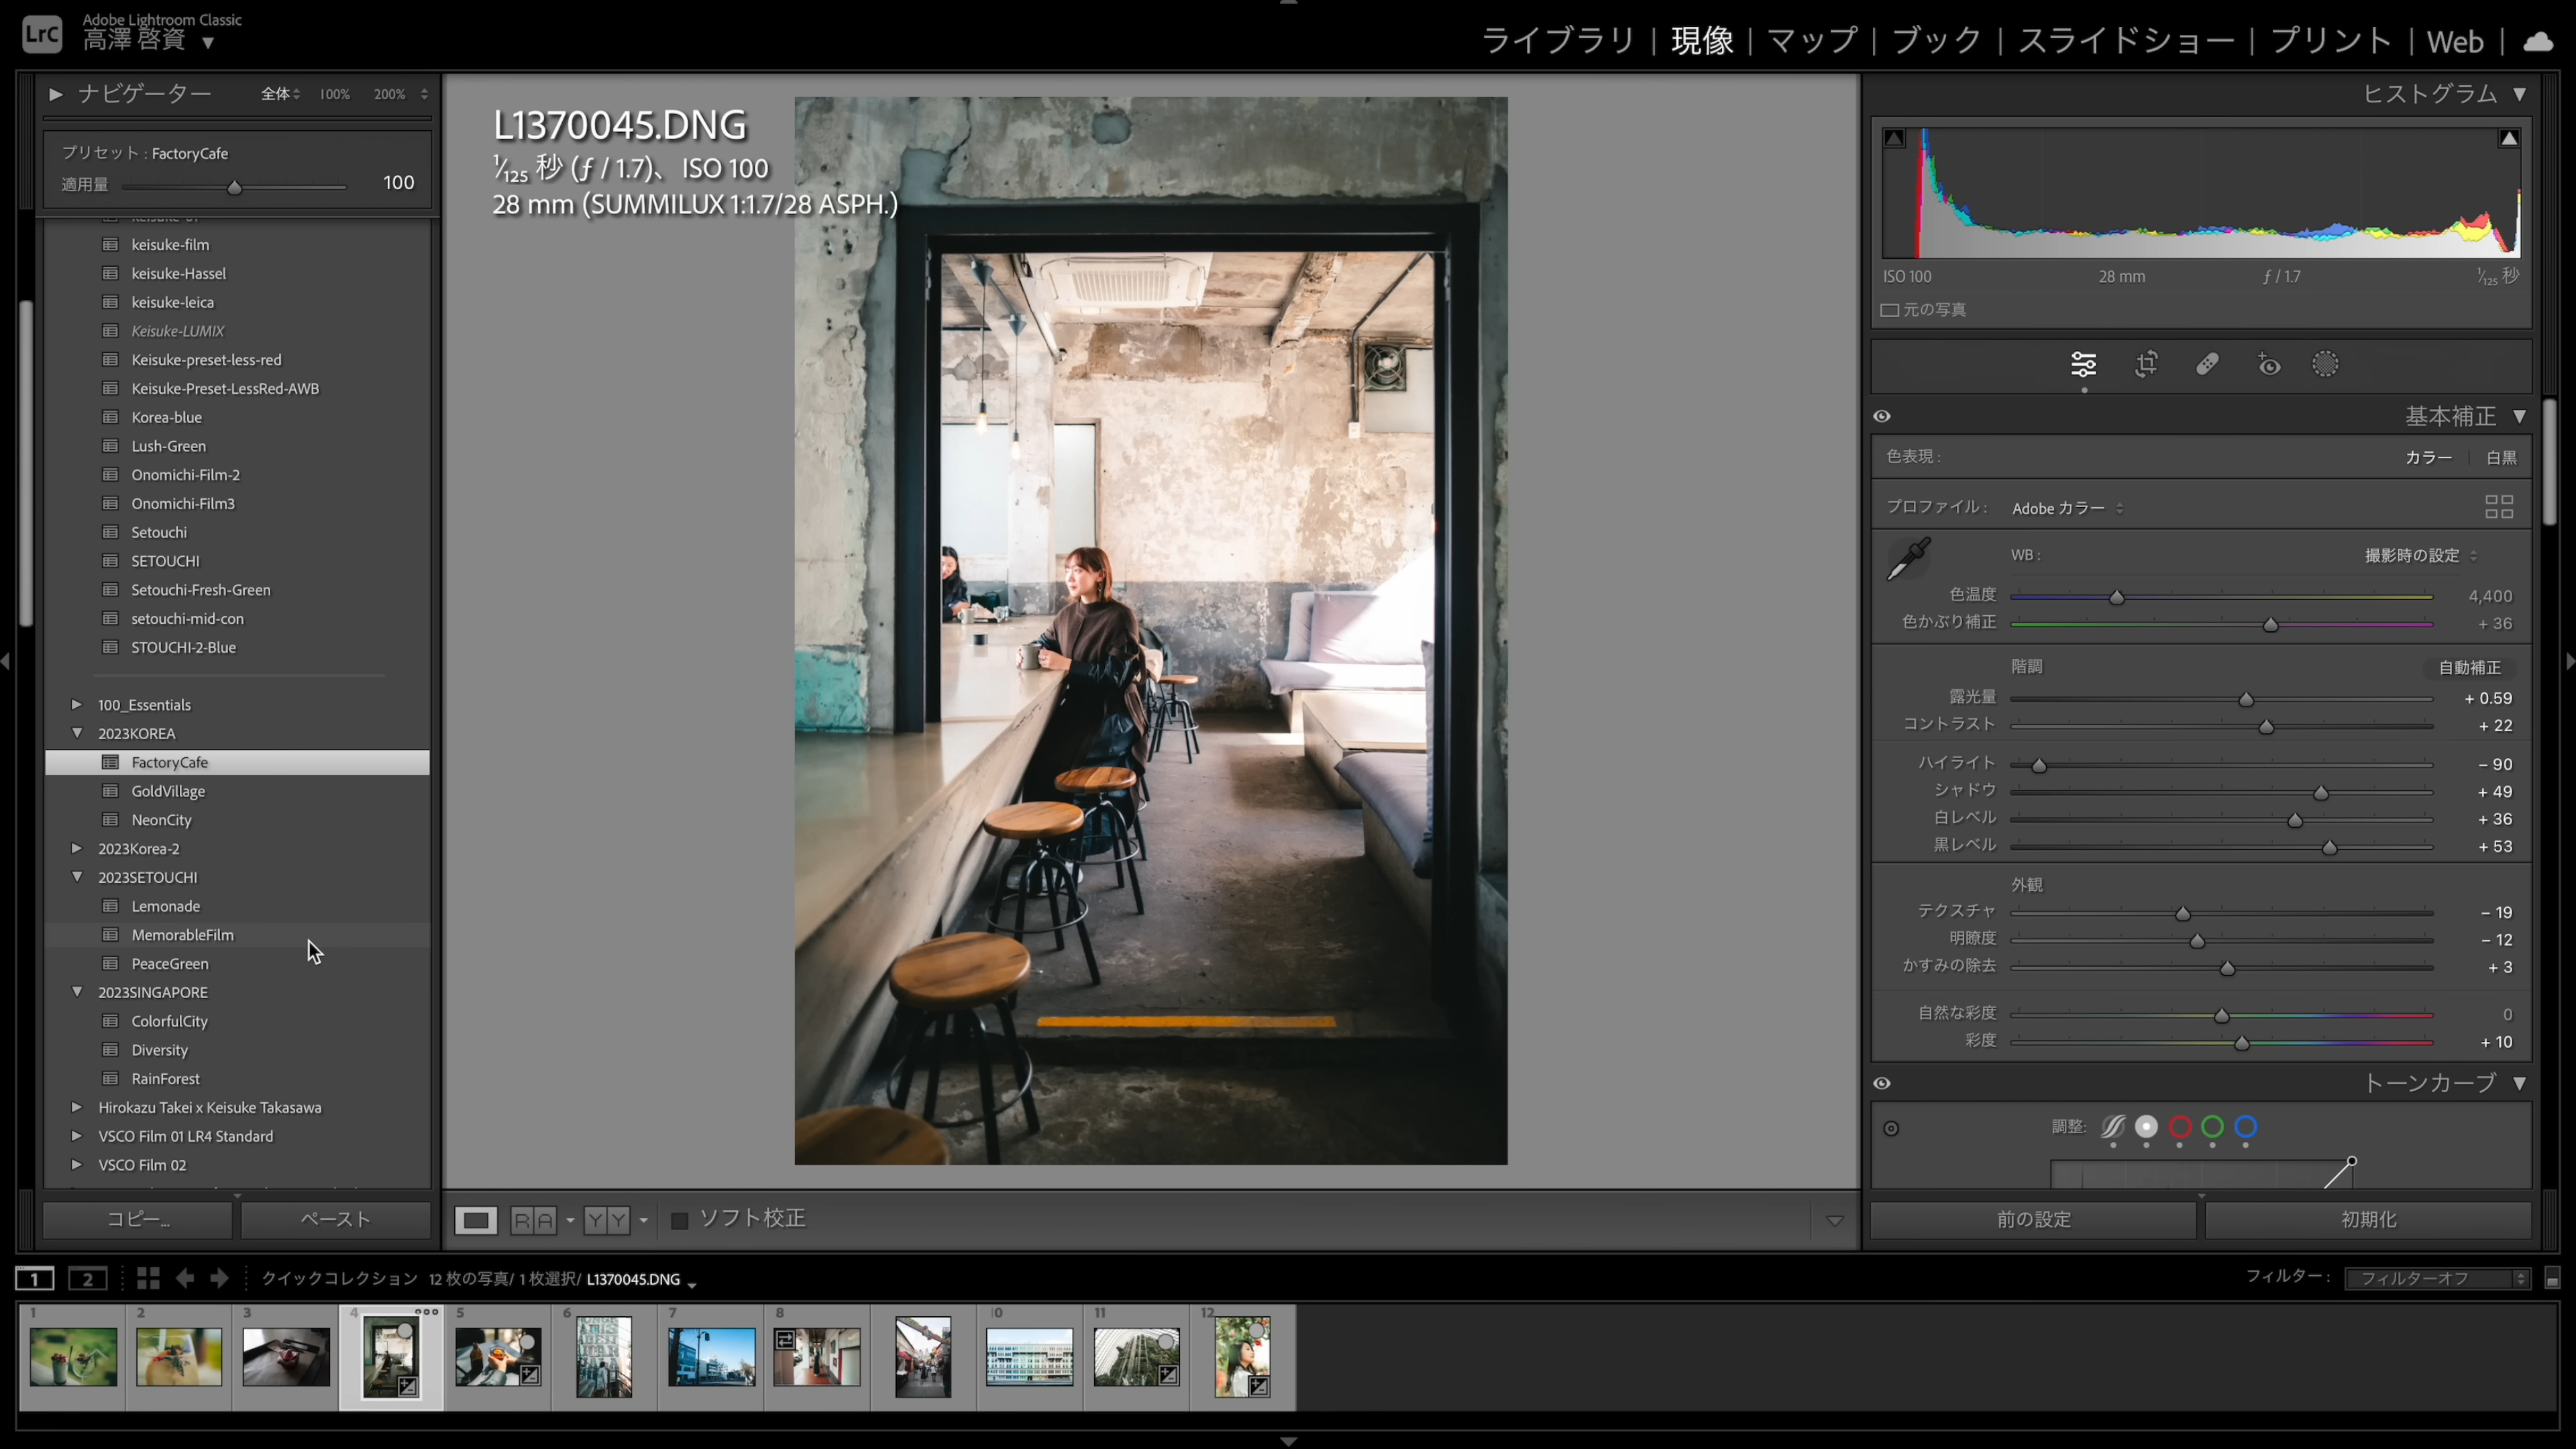 LrC
Adobe Lightroom Classic
高澤 啓資 ▼
ライブラリ | 現像 | マップ | ブック | スライドショー | プリント | Web |
ナビゲーター 全体 100% 200%
プリセット : FactoryCafe
適用量 100
keisuke-film
keisuke-Hassel
keisuke-leica
Keisuke-LUMIX
Keisuke-preset-less-red
Keisuke-Preset-LessRed-AWB
Korea-blue
Lush-Green
Onomichi-Film-2
Onomichi-Film3
Setouchi
SETOUCHI
Setouchi-Fresh-Green
setouchi-mid-con
STOUCHI-2-Blue
100_Essentials
2023KOREA
FactoryCafe
GoldVillage
NeonCity
2023Korea-2
2023SETOUCHI
Lemonade
MemorableFilm
PeaceGreen
2023SINGAPORE
ColorfulCity
Diversity
RainForest
Hirokazu Takei x Keisuke Takasawa
VSCO Film 01 LR4 Standard
VSCO Film 02
コピー... ペースト
L1370045.DNG
1/125 秒 (ƒ / 1.7)、ISO 100
28 mm (SUMMILUX 1:1.7/28 ASPH.)
RA YY ソフト校正
ヒストグラム
ISO 100 28 mm ƒ / 1.7 1/125 秒
元の写真
基本補正
色表現 : カラー 白黒
プロファイル : Adobe カラー
WB : 撮影時の設定
色温度 4,400
色かぶり補正 + 36
階調 自動補正
露光量 + 0.59
コントラスト + 22
ハイライト − 90
シャドウ + 49
白レベル + 36
黒レベル + 53
外観
テクスチャ − 19
明瞭度 − 12
かすみの除去 + 3
自然な彩度 0
彩度 + 10
トーンカーブ
調整:
前の設定 初期化
1 2 クイックコレクション 12 枚の写真/ 1 枚選択/ L1370045.DNG
フィルター : フィルターオフ
1 2 3 4 5 6 7 8 10 11 12